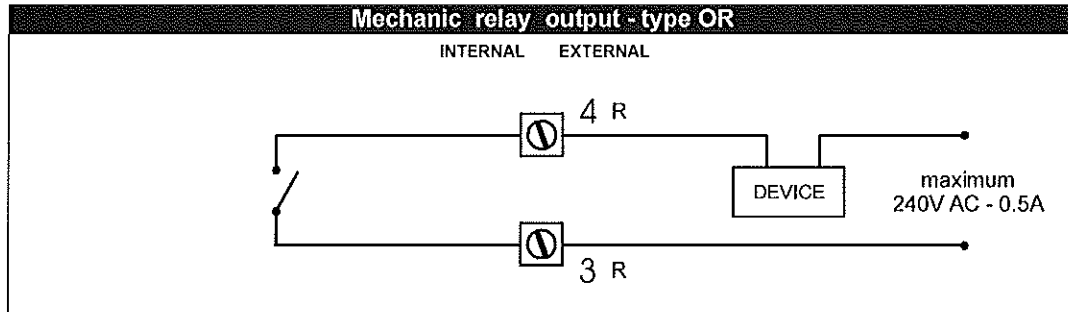 Mechanic relay output - type OR
INTERNAL EXTERNAL
4 R
DEVICE
maximum
240V AC - 0.5A
3 R